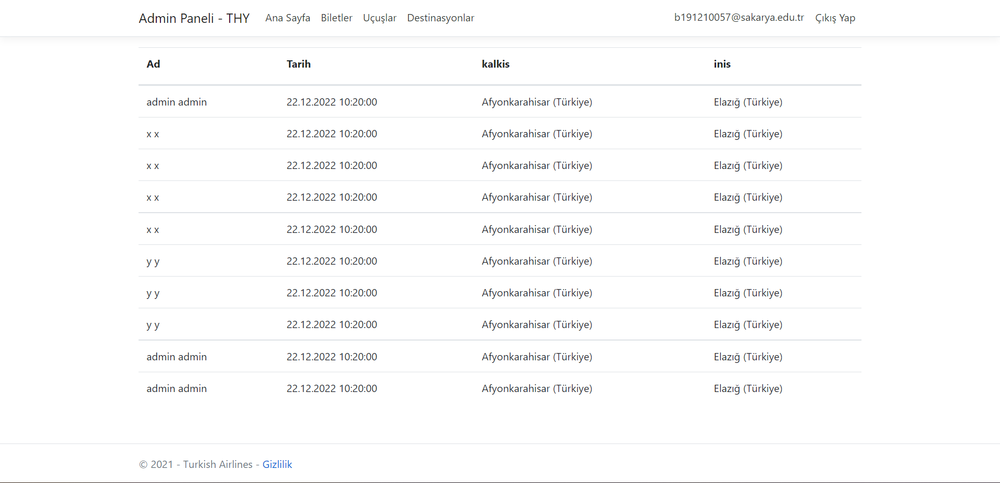 Admin Paneli - THY Ana Sayfa Biletler Uçuşlar Destinasyonlar b191210057@sakarya.edu.tr Çıkış Yap
Ad Tarih kalkis inis
admin admin 22.12.2022 10:20:00 Afyonkarahisar (Türkiye) Elazığ (Türkiye)
x x 22.12.2022 10:20:00 Afyonkarahisar (Türkiye) Elazığ (Türkiye)
x x 22.12.2022 10:20:00 Afyonkarahisar (Türkiye) Elazığ (Türkiye)
x x 22.12.2022 10:20:00 Afyonkarahisar (Türkiye) Elazığ (Türkiye)
x x 22.12.2022 10:20:00 Afyonkarahisar (Türkiye) Elazığ (Türkiye)
y y 22.12.2022 10:20:00 Afyonkarahisar (Türkiye) Elazığ (Türkiye)
y y 22.12.2022 10:20:00 Afyonkarahisar (Türkiye) Elazığ (Türkiye)
y y 22.12.2022 10:20:00 Afyonkarahisar (Türkiye) Elazığ (Türkiye)
admin admin 22.12.2022 10:20:00 Afyonkarahisar (Türkiye) Elazığ (Türkiye)
admin admin 22.12.2022 10:20:00 Afyonkarahisar (Türkiye) Elazığ (Türkiye)
© 2021 - Turkish Airlines - Gizlilik